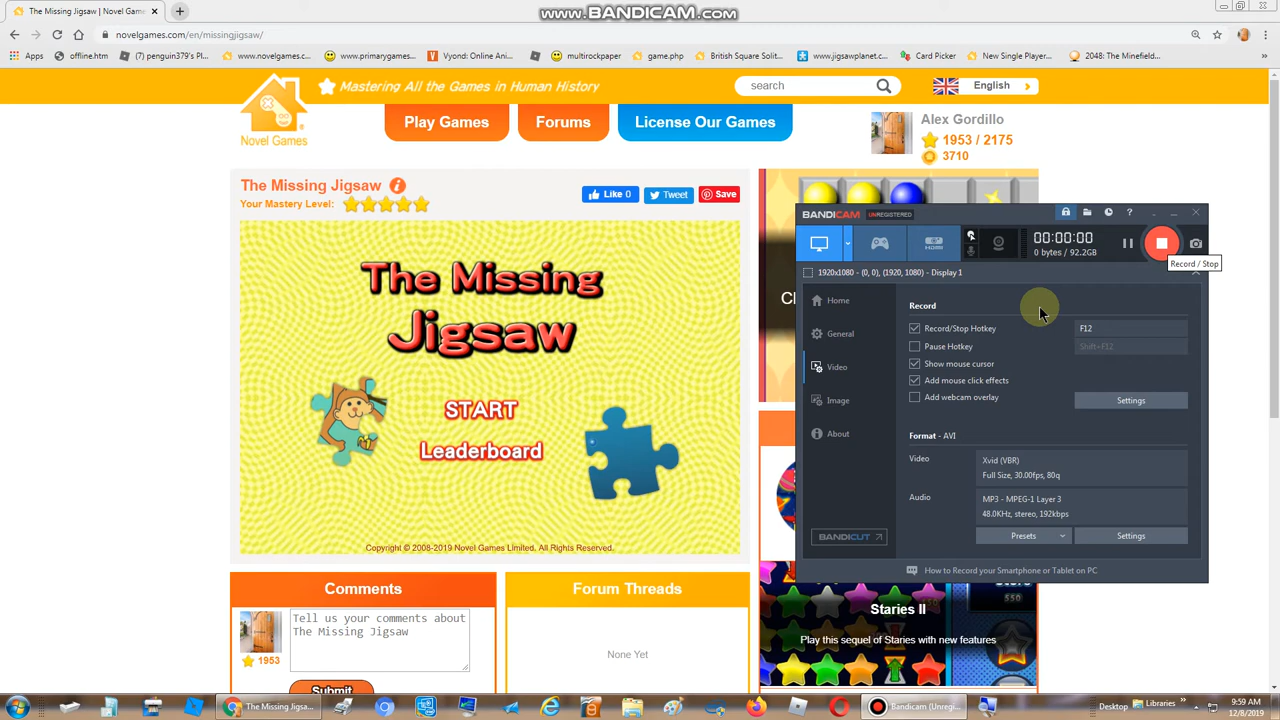 www.BANDICAM.com
The Missing Jigsaw | Novel Games
novelgames.com/en/missingjigsaw/
Apps
offline.htm
(7) penguin379's Pl...
www.primarygames...
Vyond: Online Ani...
multirockpaper
game.php
British Square Solit...
www.jigsawplanet.c...
Card Picker
New Single Player...
2048: The Minefield...
Mastering All the Games in Human History
search
English
Novel Games
Play Games
Forums
License Our Games
Alex Gordillo
1953 / 2175
3710
The Missing Jigsaw
Your Mastery Level:
Like 0
Tweet
Save
The Missing
Jigsaw
START
Leaderboard
Copyright © 2008-2019 Novel Games Limited. All Rights Reserved.
BANDICAM UNREGISTERED
00:00:00
0 bytes / 92.2GB
HDMI
Record / Stop
1920x1080 - (0, 0), (1920, 1080) - Display 1
Home
General
Video
Image
About
BANDICUT
Record
Record/Stop Hotkey
F12
Pause Hotkey
Shift+F12
Show mouse cursor
Add mouse click effects
Add webcam overlay
Settings
Format - AVI
Video
Xvid (VBR)
Full Size, 30.00fps, 80q
Audio
MP3 - MPEG-1 Layer 3
48.0KHz, stereo, 192kbps
Presets
Settings
How to Record your Smartphone or Tablet on PC
Comments
Tell us your comments about
The Missing Jigsaw
1953
Submit
Forum Threads
None Yet
$50
Staries II
Play this sequel of Staries with new features
The Missing Jigsa...
Bandicam (Unregi...
Desktop
Libraries
9:59 AM
12/8/2019